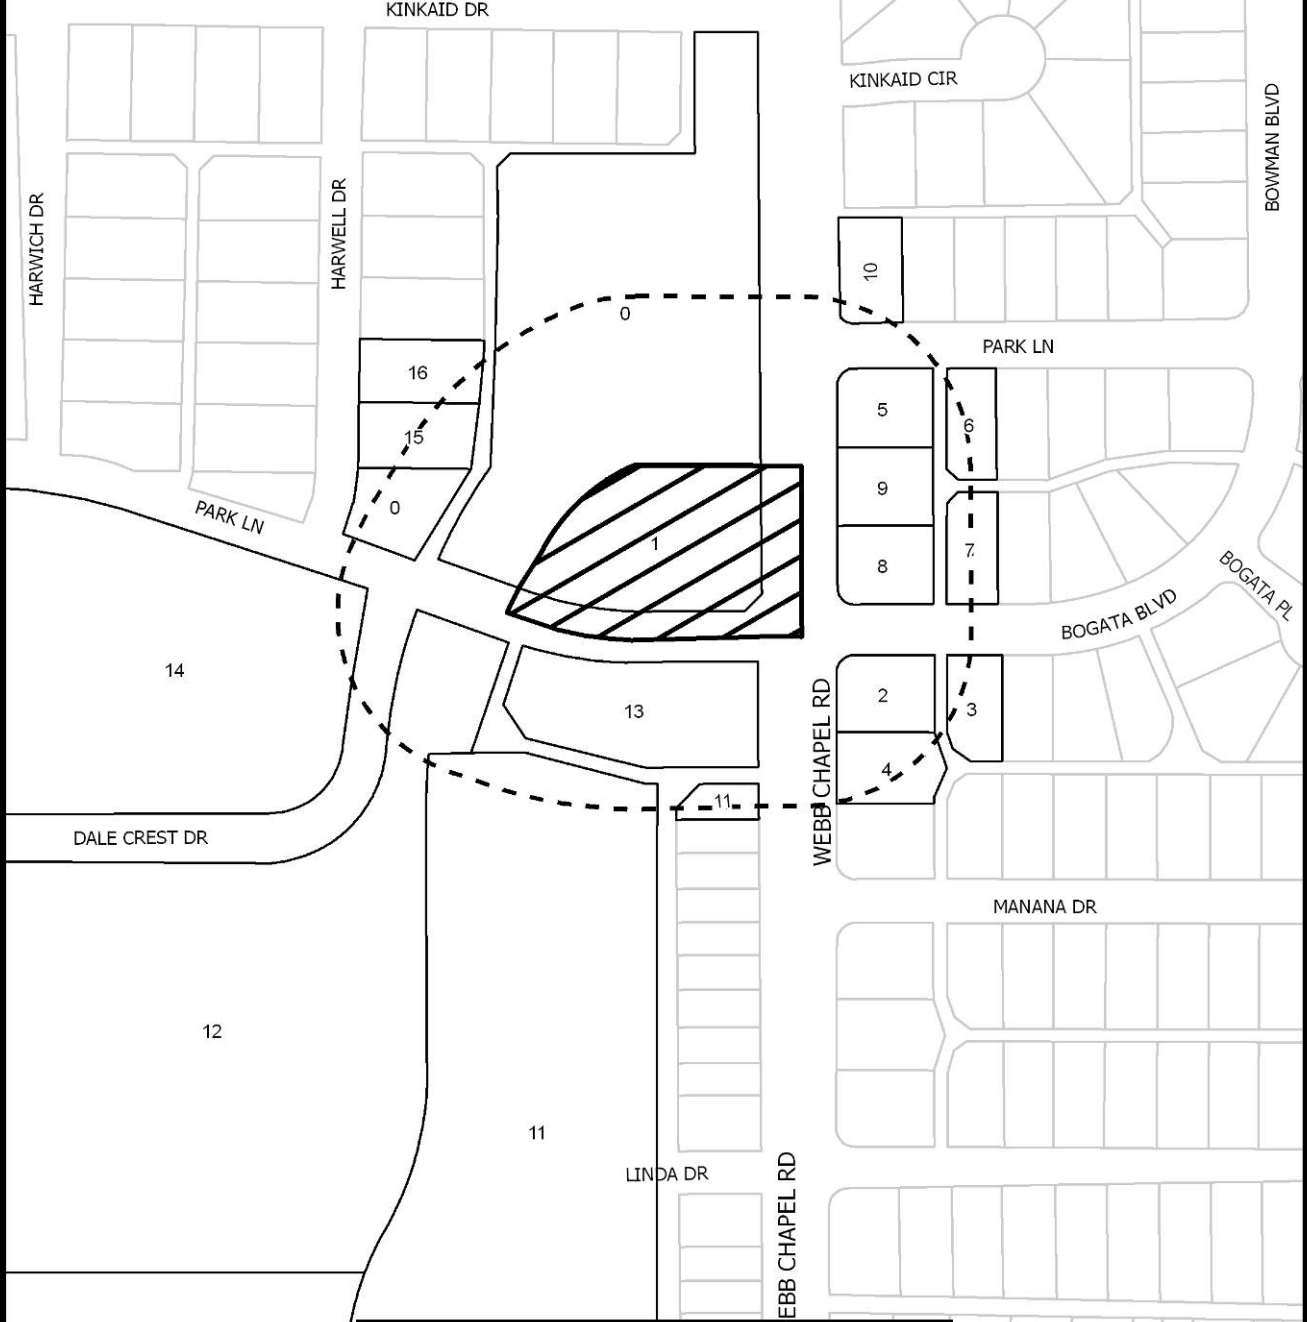 KINKAID DR
KINKAID CIR
BOWMAN BLVD
HARWICH DR
HARWELL DR
10
0
PARK LN
16
5
6
15
9
0
PARK LN
1
7
8
BOGATA PL
BOGATA BLVD
14
2
3
13
WEBB CHAPEL RD
4
11
DALE CREST DR
MANANA DR
12
11
LINDA DR
EBB CHAPEL RD